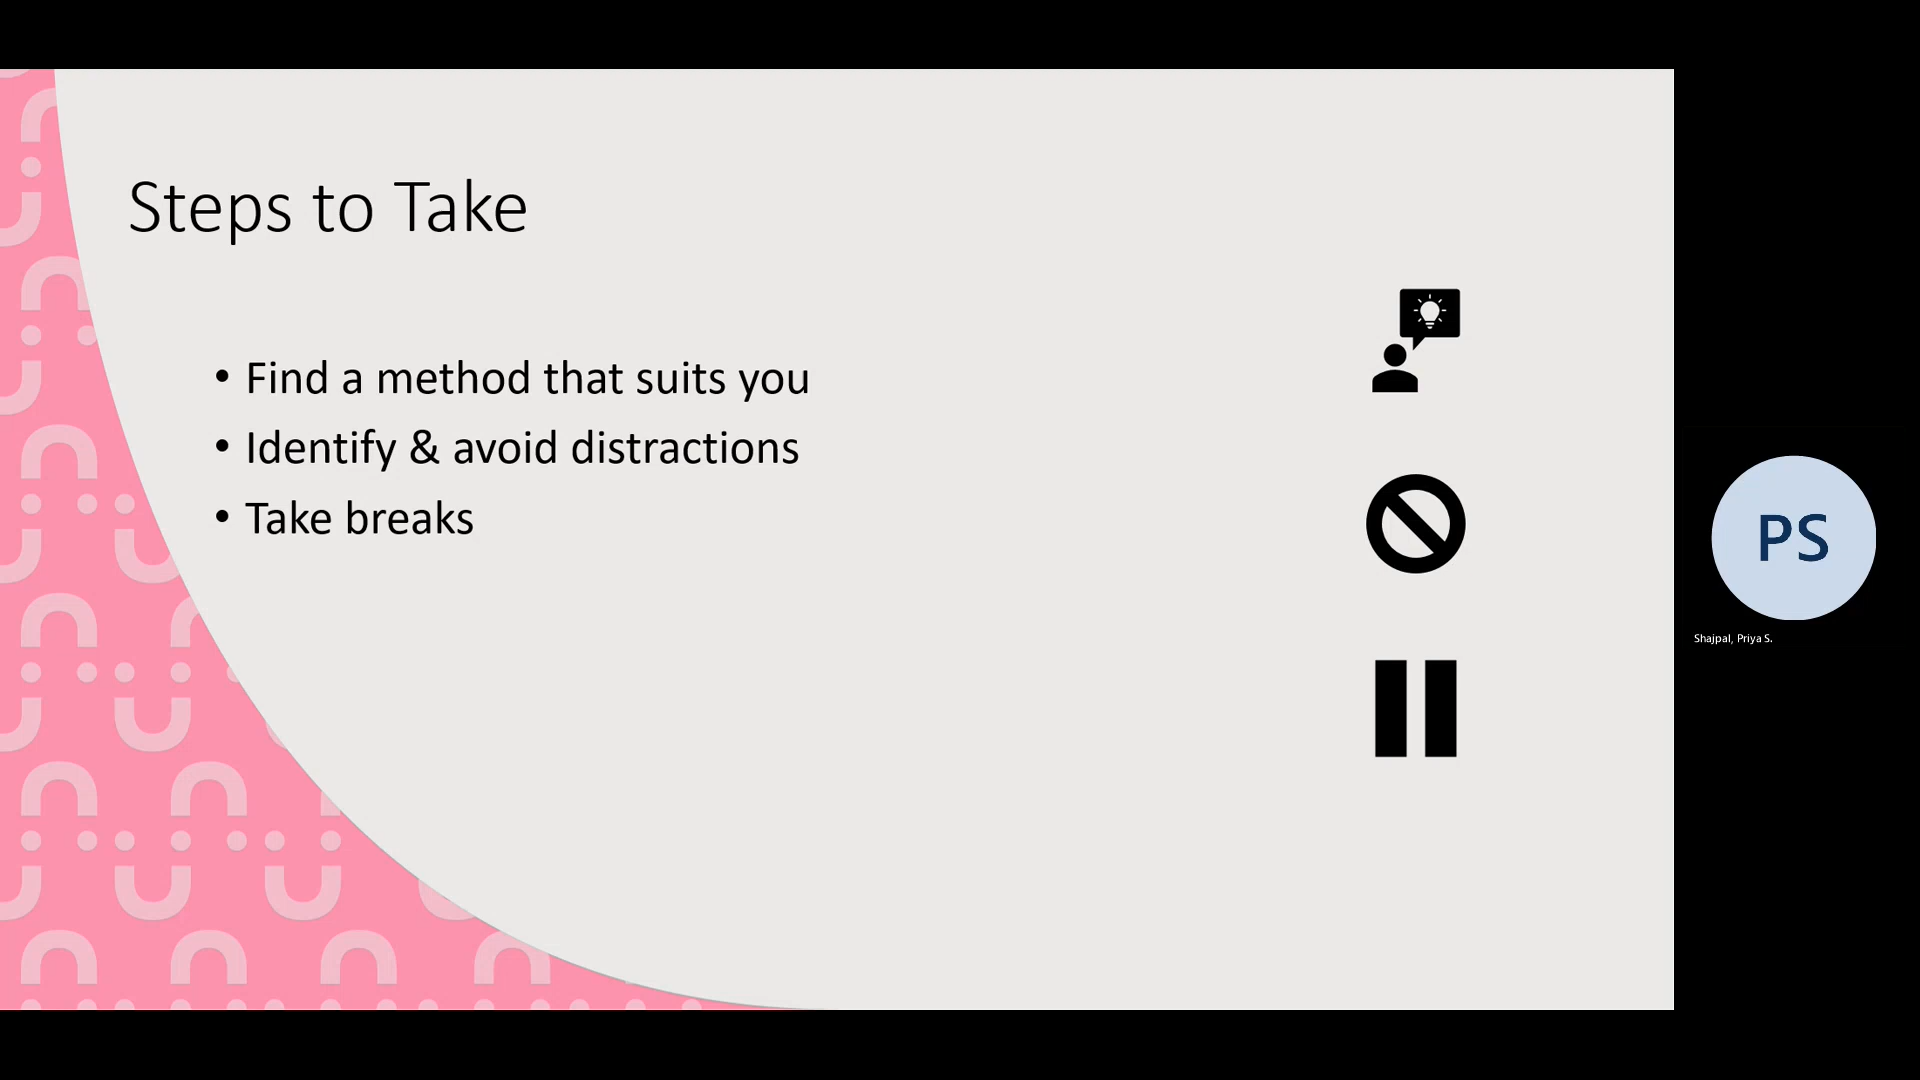 Steps to Take
• Find a method that suits you
• Identify & avoid distractions
• Take breaks
PS
Shajpal, Priya S.